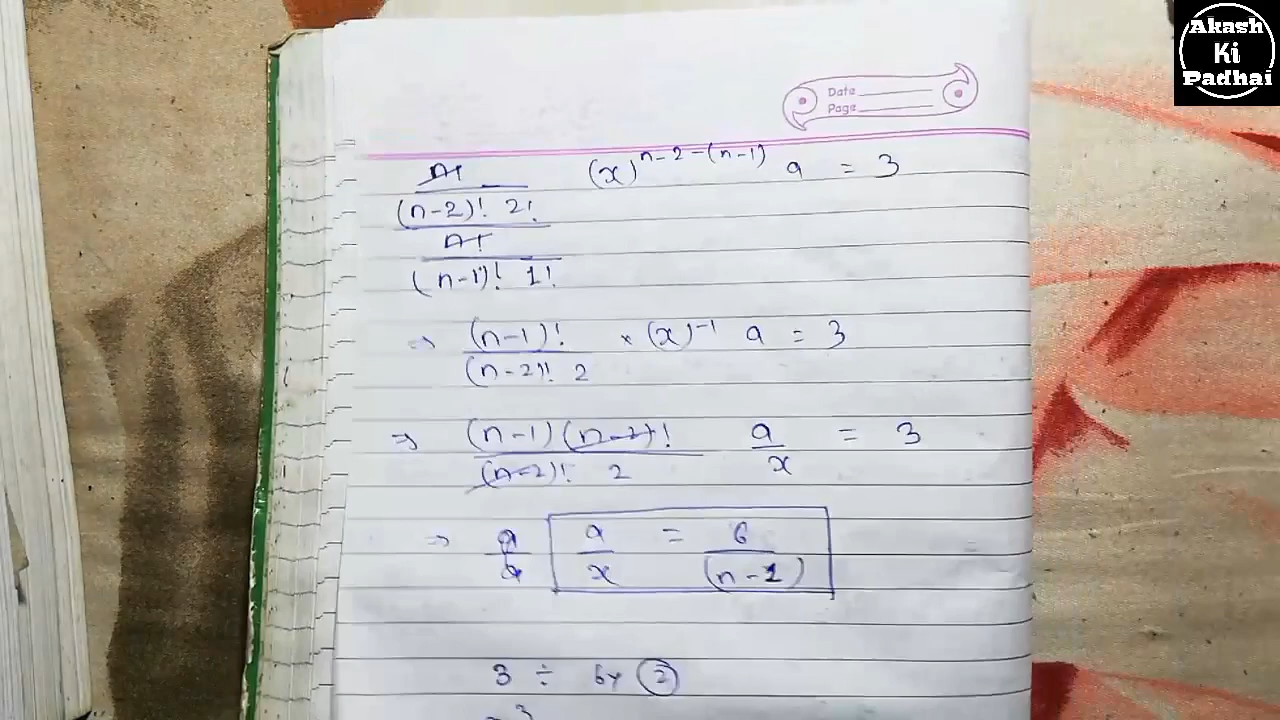 Akash
Ki
Padhai
Date
Page
n!
(n-2)! 2!
n!
(n-1)! 1!
(x)^{n-2-(n-1)} a = 3
⇒ (n-1)! / (n-2)! 2 × (x)^{-1} a = 3
⇒ (n-1)(n-2)! / (n-2)! 2 a/x = 3
⇒ a/x = 6/(n-1)
3 ÷ by ②